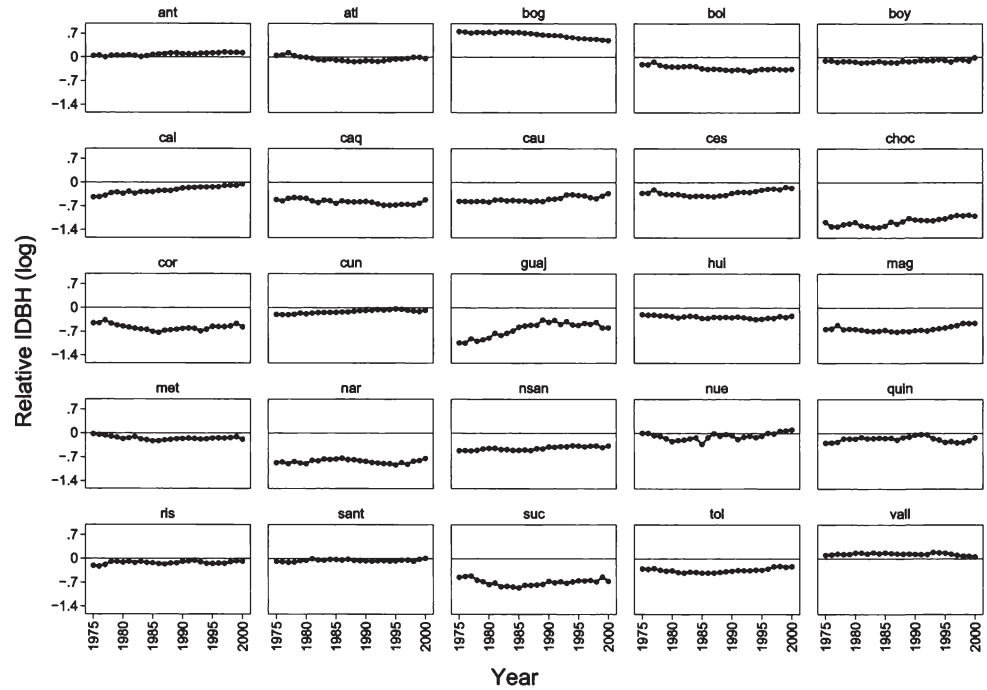 ant atl bog bol boy
.7
0
-.7
-1.4
cal caq cau ces choc
.7
0
-.7
-1.4
cor cun guaj hui mag
.7
0
-.7
-1.4
met nar nsan nue quin
.7
0
-.7
-1.4
ris sant suc tol vall
.7
0
-.7
-1.4
1975 1980 1985 1990 1995 2000 1975 1980 1985 1990 1995 2000 1975 1980 1985 1990 1995 2000 1975 1980 1985 1990 1995 2000 1975 1980 1985 1990 1995 2000
Relative IDBH (log)
Year